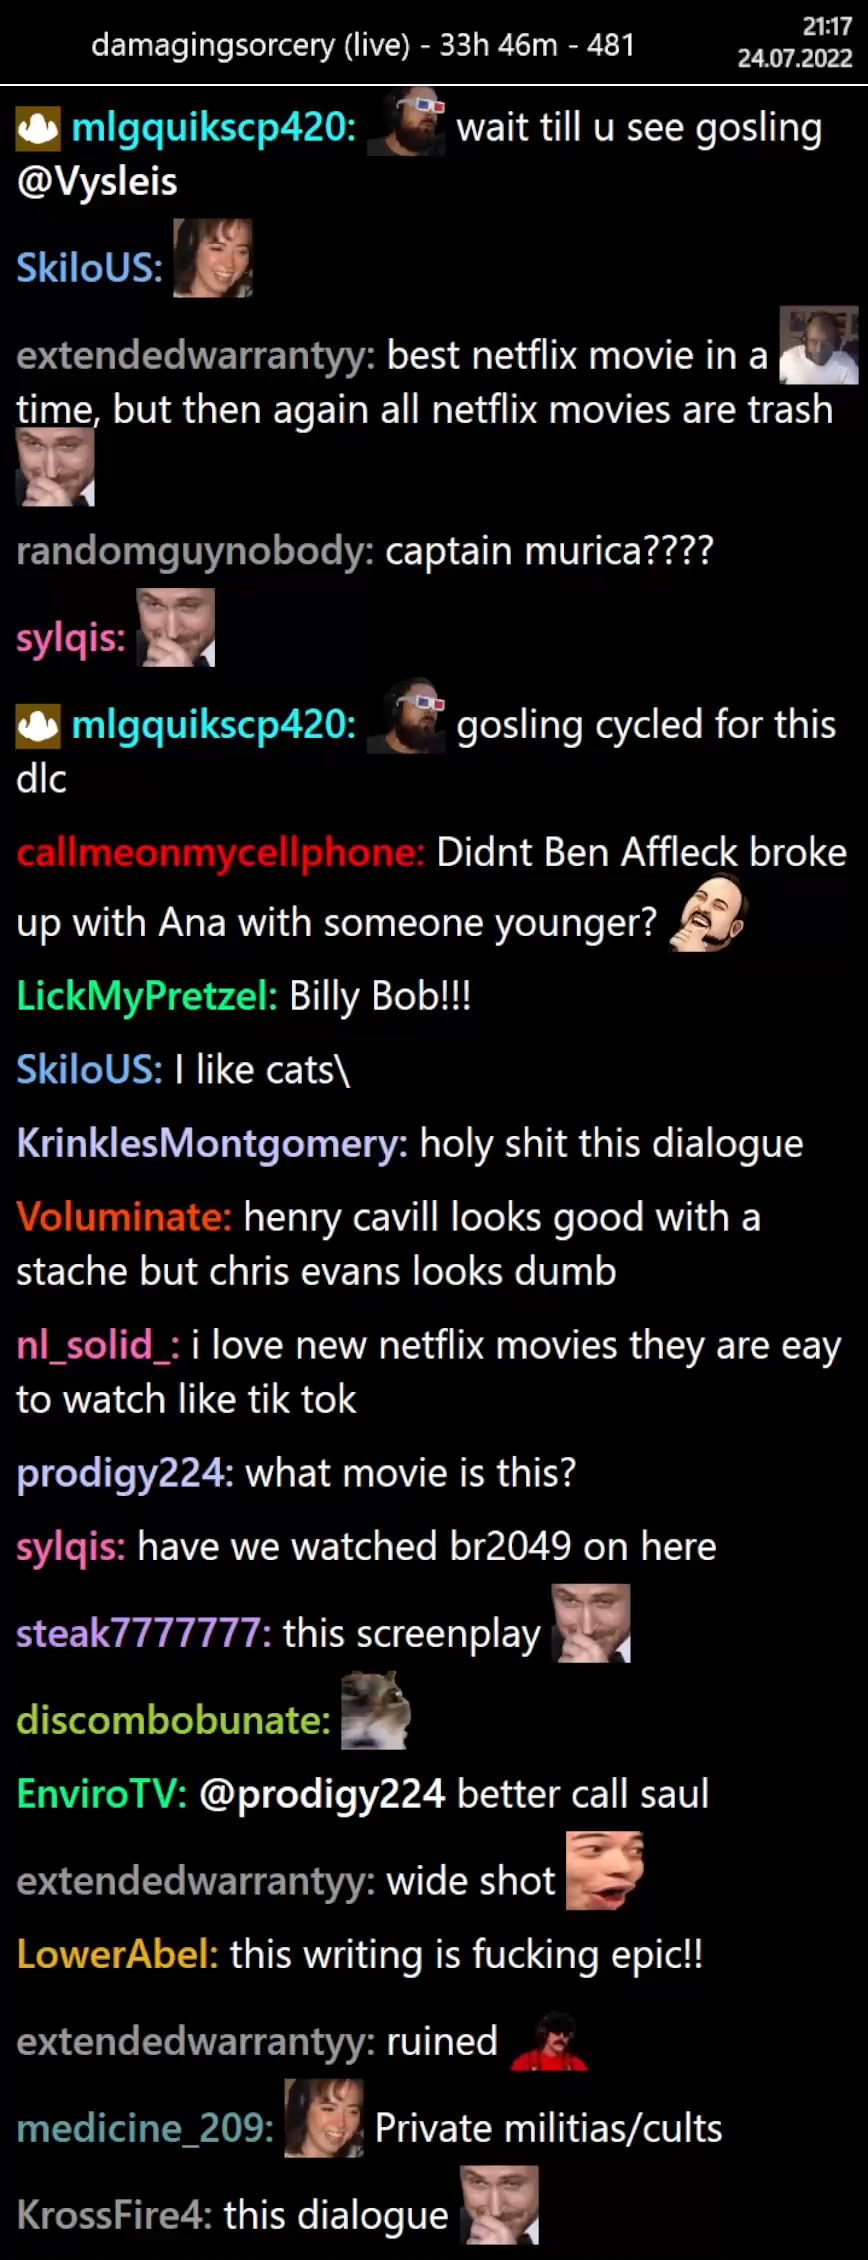 damagingsorcery (live) - 33h 46m - 481
21:17
24.07.2022
mlgquikscp420: wait till u see gosling
@Vysleis
SkiloUS:
extendedwarrantyy: best netflix movie in a
time, but then again all netflix movies are trash
randomguynobody: captain murica????
sylqis:
mlgquikscp420: gosling cycled for this
dlc
callmeonmycellphone: Didnt Ben Affleck broke
up with Ana with someone younger?
LickMyPretzel: Billy Bob!!!
SkiloUS: I like cats\
KrinklesMontgomery: holy shit this dialogue
Voluminate: henry cavill looks good with a
stache but chris evans looks dumb
nl_solid_: i love new netflix movies they are eay
to watch like tik tok
prodigy224: what movie is this?
sylqis: have we watched br2049 on here
steak7777777: this screenplay
discombobunate:
EnviroTV: @prodigy224 better call saul
extendedwarrantyy: wide shot
LowerAbel: this writing is fucking epic!!
extendedwarrantyy: ruined
medicine_209: Private militias/cults
KrossFire4: this dialogue